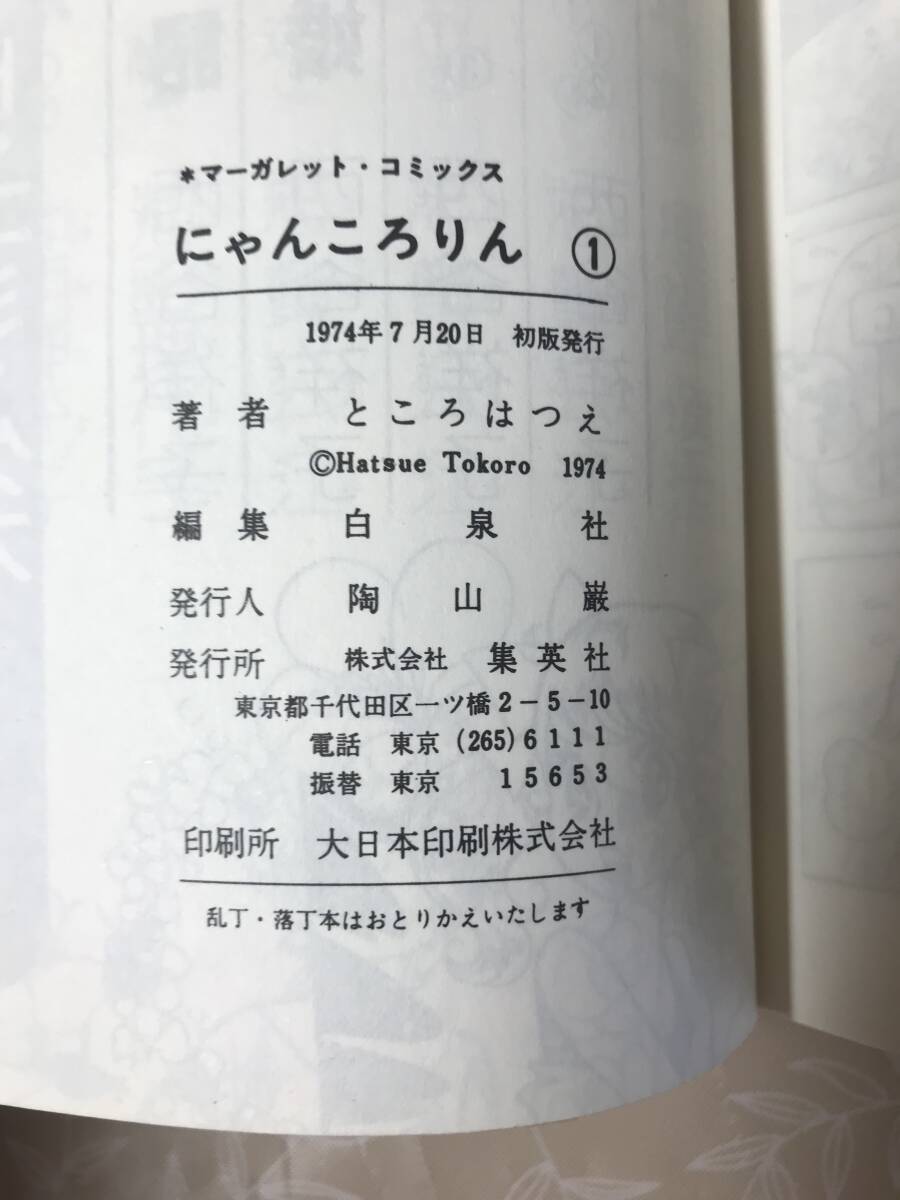 *マーガレット・コミックス
にゃんころりん ①
1974年7月20日 初版発行
著者 ところはつえ
©Hatsue Tokoro 1974
編集 白泉社
発行人 陶山巌
発行所 株式会社 集英社
東京都千代田区一ツ橋2-5-10
電話 東京 (265)6111
振替 東京 15653
印刷所 大日本印刷株式会社
乱丁・落丁本はおとりかえいたします